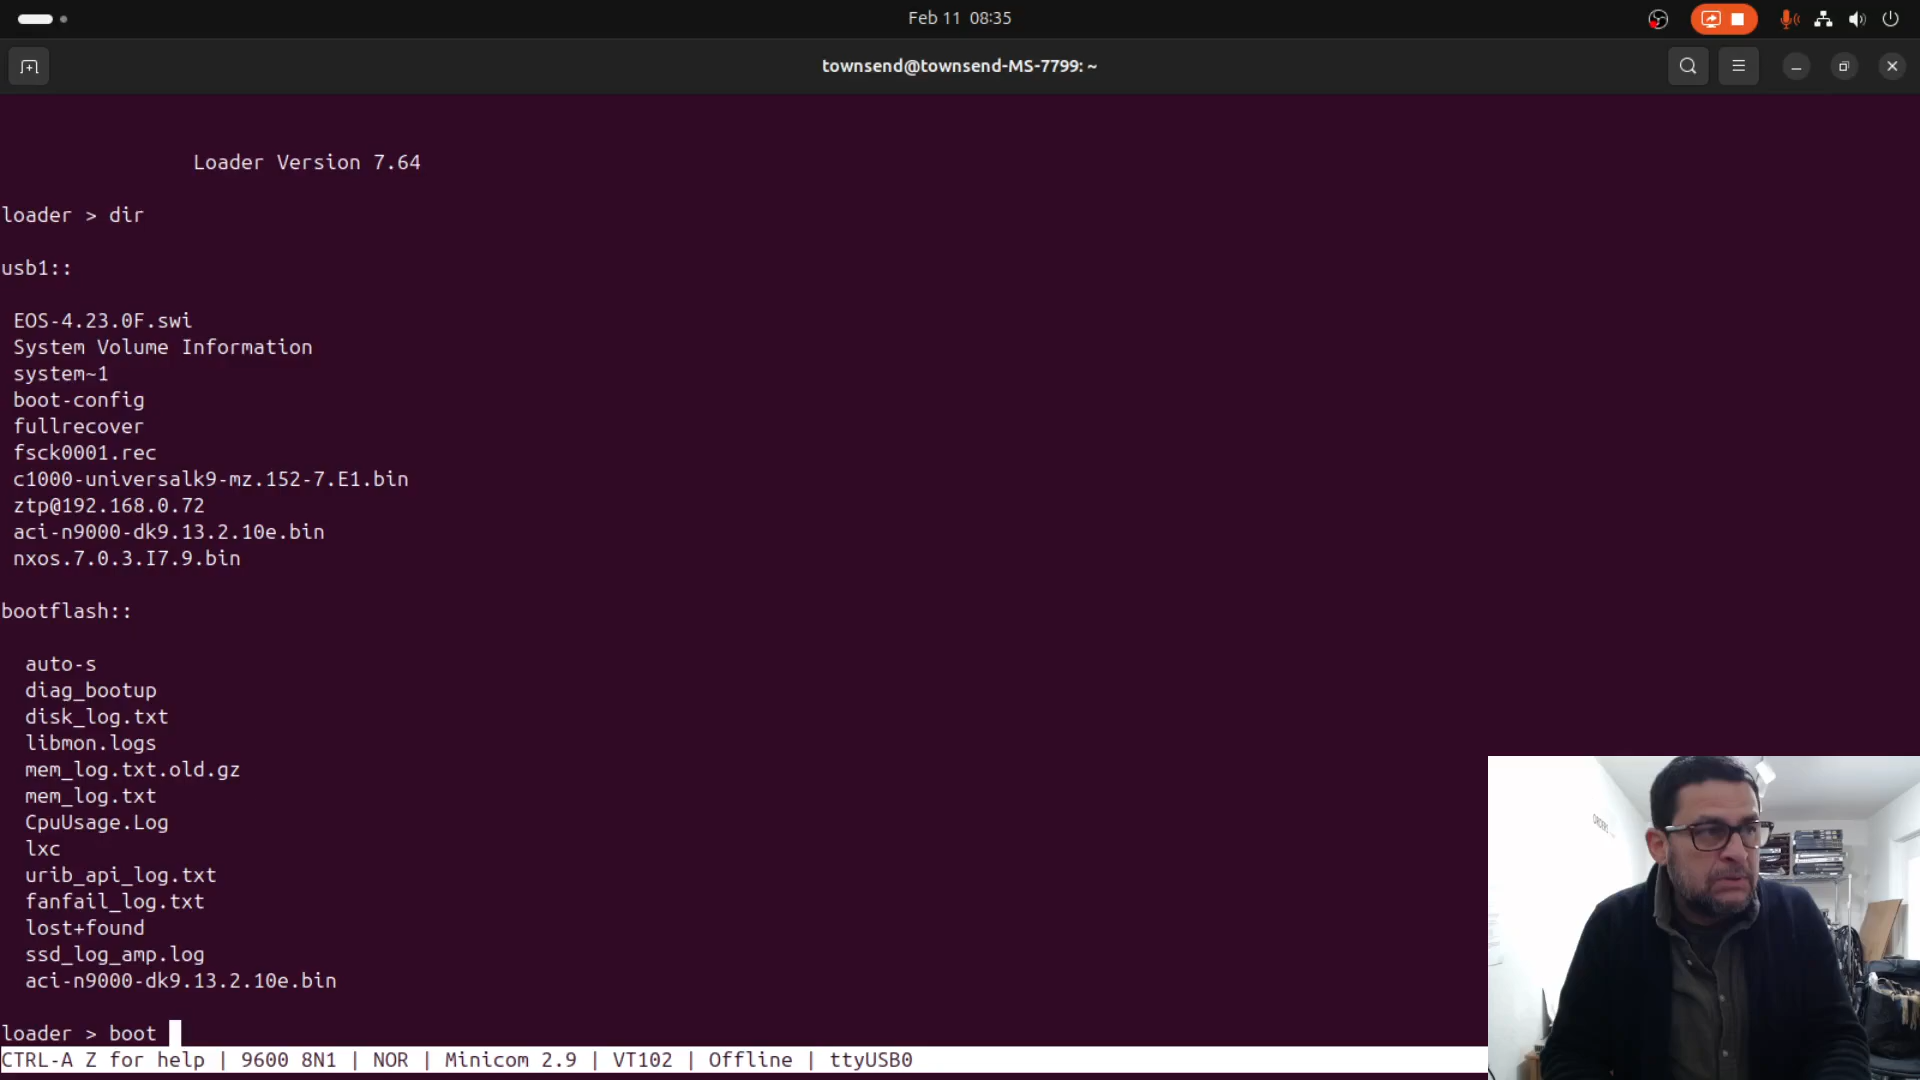 Feb 11 08:35
townsend@townsend-MS-7799: ~
Loader Version 7.64
loader > dir
usb1::
EOS-4.23.0F.swi
System Volume Information
system~1
boot-config
fullrecover
fsck0001.rec
c1000-universalk9-mz.152-7.E1.bin
ztp@192.168.0.72
aci-n9000-dk9.13.2.10e.bin
nxos.7.0.3.I7.9.bin
bootflash::
auto-s
diag_bootup
disk_log.txt
libmon.logs
mem_log.txt.old.gz
mem_log.txt
CpuUsage.Log
lxc
urib_api_log.txt
fanfail_log.txt
lost+found
ssd_log_amp.log
aci-n9000-dk9.13.2.10e.bin
loader > boot
CTRL-A Z for help | 9600 8N1 | NOR | Minicom 2.9 | VT102 | Offline | ttyUSB0